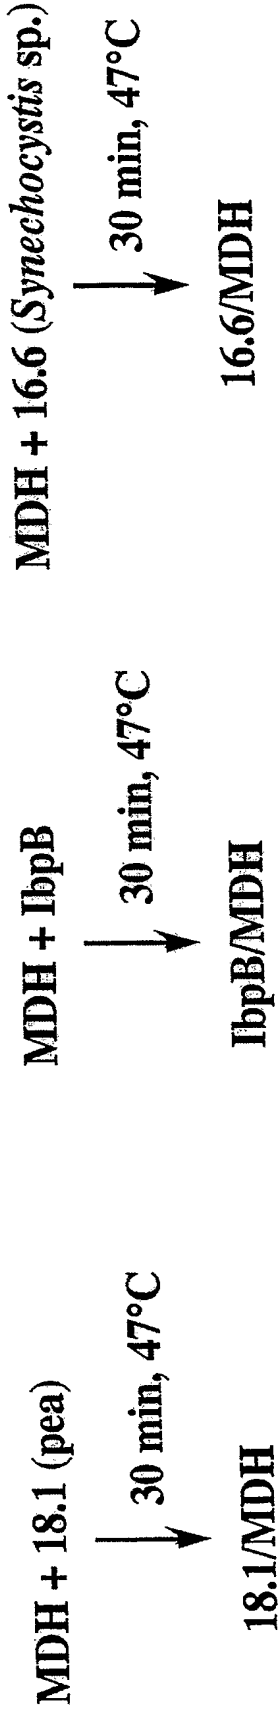 MDH + 18.1 (pea)
30 min, 47°C
18.1/MDH
MDH + IbpB
30 min, 47°C
IbpB/MDH
MDH + 16.6 (Synechocystis sp.)
30 min, 47°C
16.6/MDH